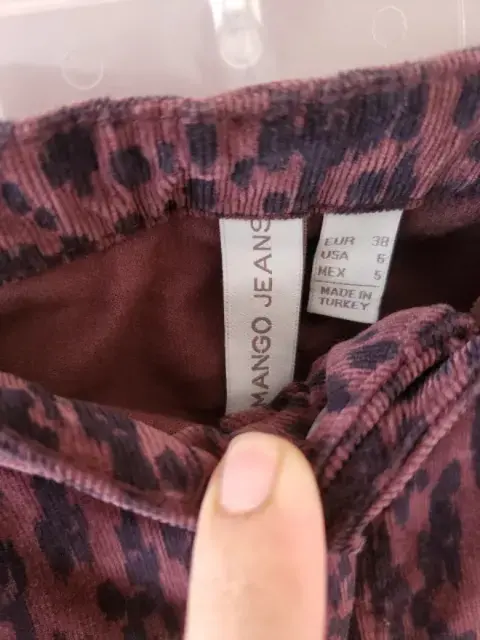 MANGO JEANS
EUR 38
USA 6
MEX 5
MADE IN
TURKEY